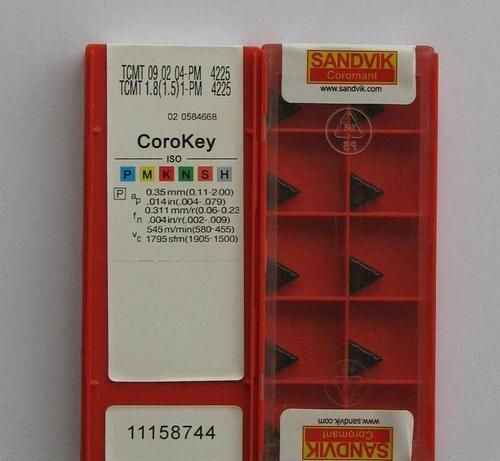 TCMT 09 02 04-PM 4225
TCMT 1.8(1.5)1-PM 4225
02 0584668
CoroKey
ISO
P M K N S H
P ap 0.35 mm(0.11-2.00)
.014 in(.004-.079)
fn 0.311 mm/r(0.06-0.23
.004 in/r(.002-.009)
vc 545 m/min(580-455)
1795 sfm(1905-1500)
11158744
SANDVIK
Coromant
www.sandvik.com
PS
www.sandvik.com
Coromant
SANDVIK